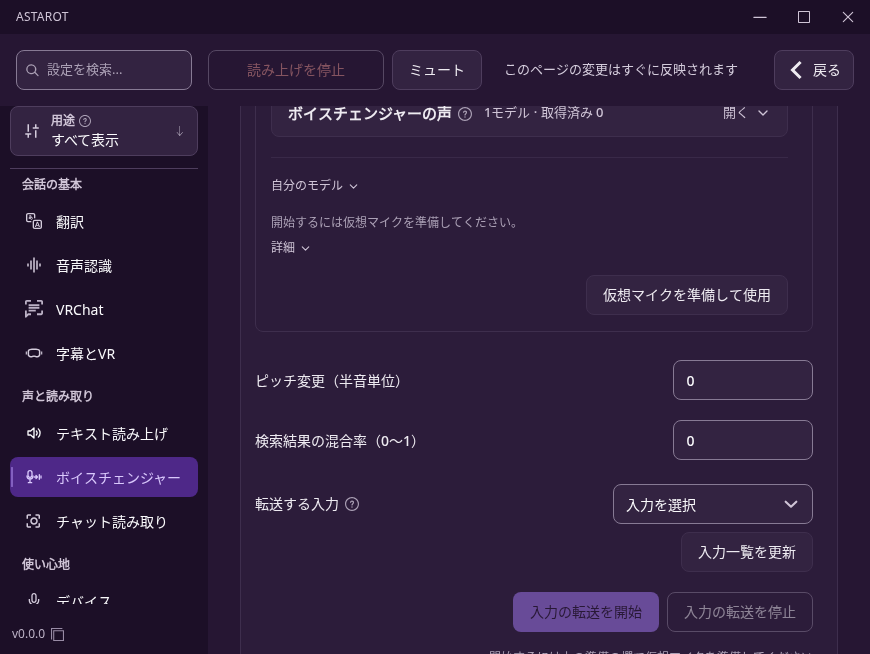 ASTAROT
設定を検索...
読み上げを停止
ミュート
このページの変更はすぐに反映されます
戻る
用途
すべて表示
会話の基本
翻訳
音声認識
VRChat
字幕とVR
声と読み取り
テキスト読み上げ
ボイスチェンジャー
チャット読み取り
使い心地
デバイス
v0.0.0
ボイスチェンジャーの声
1モデル · 取得済み 0
開く
自分のモデル
開始するには仮想マイクを準備してください。
詳細
仮想マイクを準備して使用
ピッチ変更（半音単位）
0
検索結果の混合率（0〜1）
0
転送する入力
入力を選択
入力一覧を更新
入力の転送を開始
入力の転送を停止